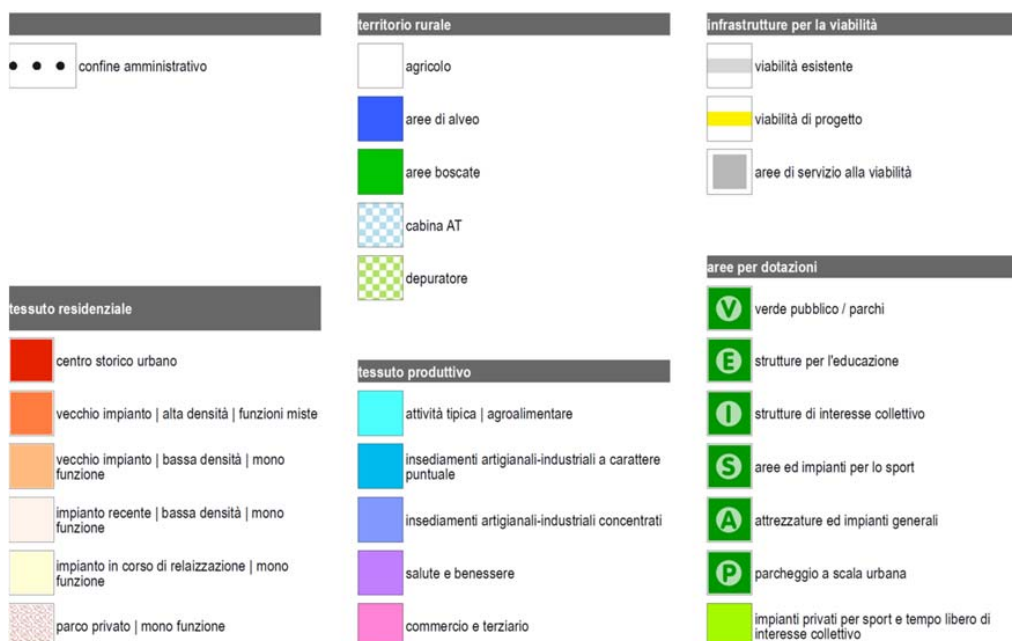 confine amministrativo
tessuto residenziale
centro storico urbano
vecchio impianto | alta densità | funzioni miste
vecchio impianto | bassa densità | mono
funzione
impianto recente | bassa densità | mono
funzione
impianto in corso di relaizzazione | mono
funzione
parco privato | mono funzione
territorio rurale
agricolo
aree di alveo
aree boscate
cabina AT
depuratore
tessuto produttivo
attività tipica | agroalimentare
insediamenti artigianali-industriali a carattere
puntuale
insediamenti artigianali-industriali concentrati
salute e benessere
commercio e terziario
infrastrutture per la viabilità
viabilità esistente
viabilità di progetto
aree di servizio alla viabilità
aree per dotazioni
V verde pubblico / parchi
E strutture per l'educazione
I strutture di interesse collettivo
S aree ed impianti per lo sport
A attrezzature ed impianti generali
P parcheggio a scala urbana
impianti privati per sport e tempo libero di
interesse collettivo